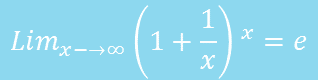 Lim_{x-→∞} (1 + 1/x)^x = e